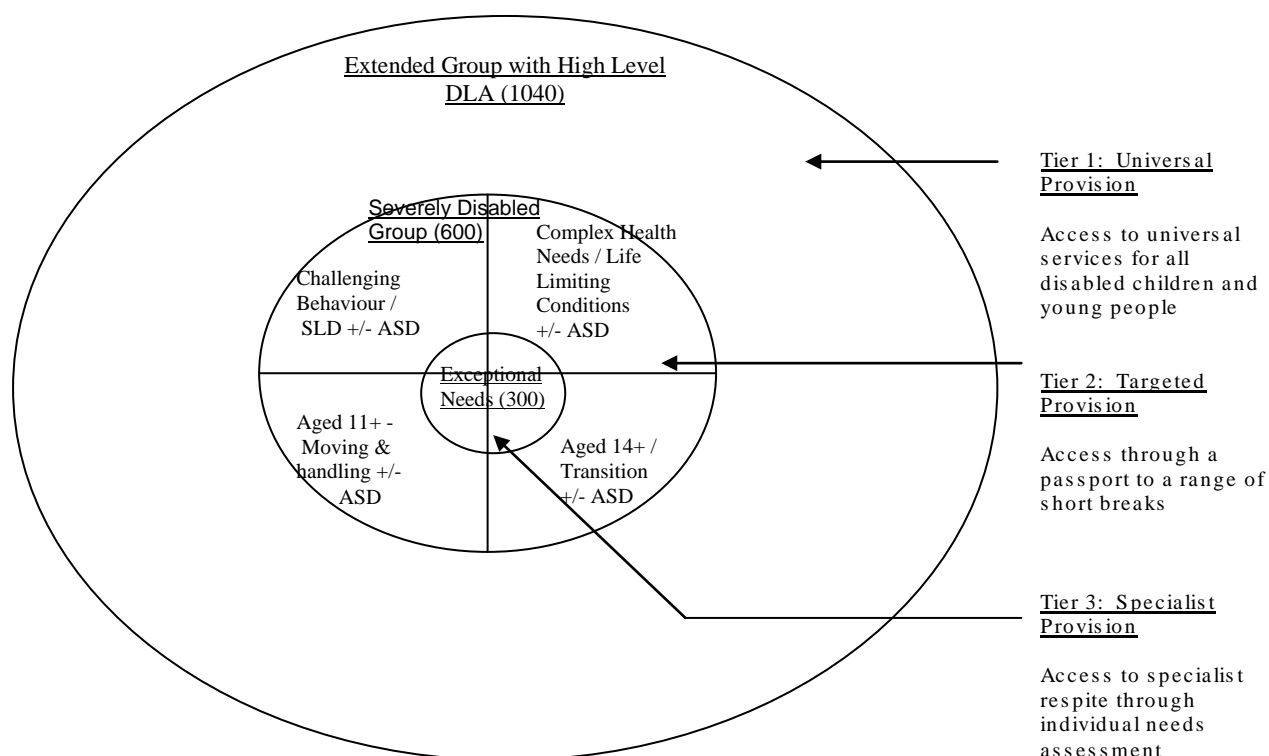 Extended Group with High Level
DLA (1040)
Severely Disabled
Group (600)
Challenging
Behaviour /
SLD +/- ASD
Complex Health
Needs / Life
Limiting
Conditions
+/- ASD
Exceptional
Needs (300)
Aged 11+ -
Moving &
handling +/-
ASD
Aged 14+ /
Transition
+/- ASD
Tier 1: Universal
Provision
Access to universal
services for all
disabled children and
young people
Tier 2: Targeted
Provision
Access through a
passport to a range of
short breaks
Tier 3: Specialist
Provision
Access to specialist
respite through
individual needs
assessment